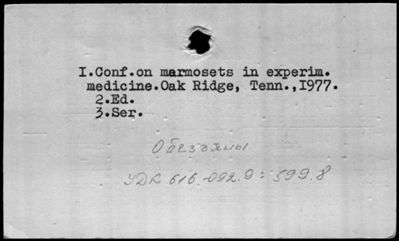 I.Conf.on marmosets in experim.
medicine.Oak Ridge, Tenn.,I977.
2.Ed.
3.Ser.
Обезьяны
УДК 616-092.9:599.8